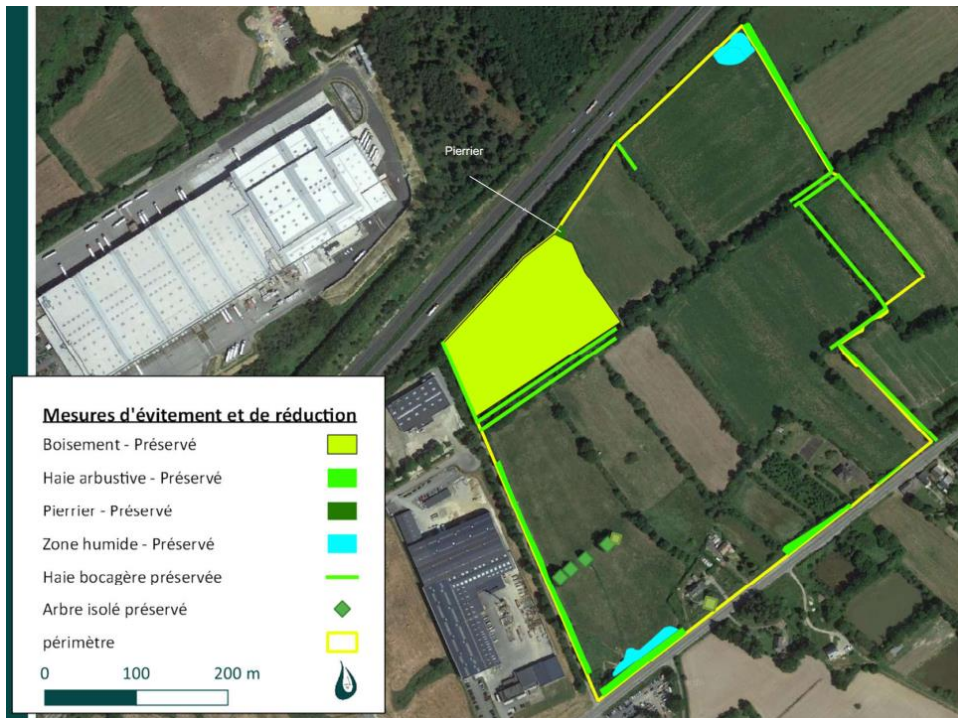 Pierrier
Mesures d'évitement et de réduction
Boisement - Préservé
Haie arbustive - Préservé
Pierrier - Préservé
Zone humide - Préservé
Haie bocagère préservée
Arbre isolé préservé
périmètre
0 100 200 m